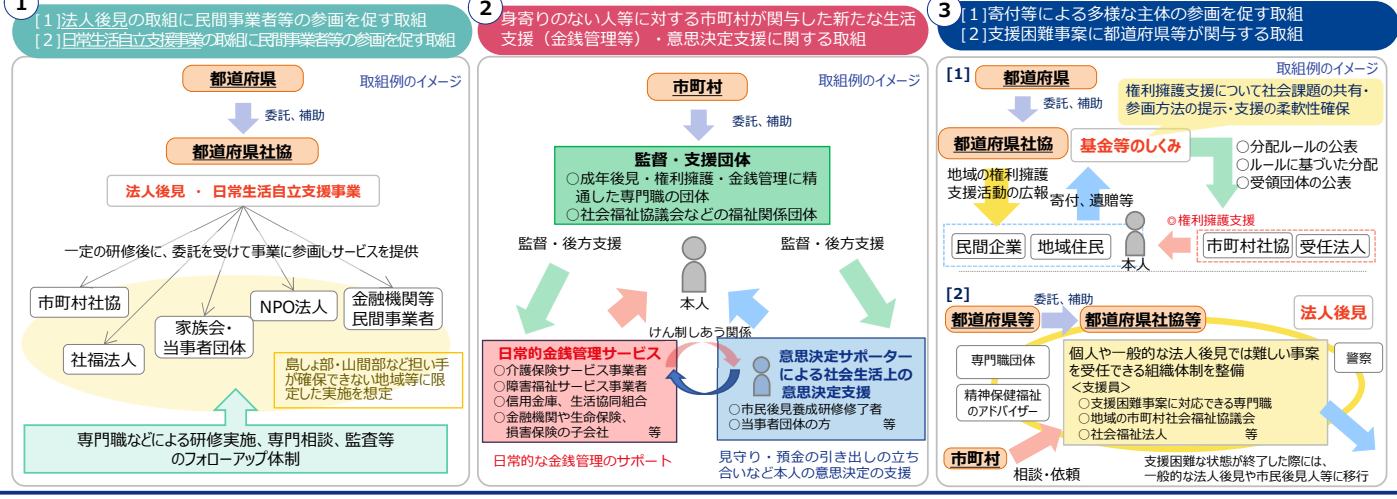 1
[1]法人後見の取組に民間事業者等の参画を促す取組
[2]日常生活自立支援事業の取組に民間事業者等の参画を促す取組
都道府県
取組例のイメージ
委託、補助
都道府県社協
法人後見 ・ 日常生活自立支援事業
一定の研修後に、委託を受けて事業に参画しサービスを提供
市町村社協
NPO法人
金融機関等
民間事業者
家族会・
当事者団体
社福法人
島しょ部・山間部など担い手
が確保できない地域等に限
定した実施を想定
専門職などによる研修実施、専門相談、監査等
のフォローアップ体制
2
身寄りのない人等に対する市町村が関与した新たな生活
支援（金銭管理等）・意思決定支援に関する取組
市町村
取組例のイメージ
委託、補助
監督・支援団体
○成年後見・権利擁護・金銭管理に精
通した専門職の団体
○社会福祉協議会などの福祉関係団体
監督・後方支援
監督・後方支援
本人
けん制しあう関係
日常的金銭管理サービス
○介護保険サービス事業者
○障害福祉サービス事業者
○信用金庫、生活協同組合
○金融機関や生命保険、
損害保険の子会社 等
日常的な金銭管理のサポート
意思決定サポーター
による社会生活上の
意思決定支援
○市民後見養成研修修了者
○当事者団体の方 等
見守り・預金の引き出しの立ち
合いなど本人の意思決定の支援
3
[1]寄付等による多様な主体の参画を促す取組
[2]支援困難事案に都道府県等が関与する取組
[1]
都道府県
取組例のイメージ
委託、補助
権利擁護支援について社会課題の共有・
参画方法の提示・支援の柔軟性確保
都道府県社協
基金等のしくみ
○分配ルールの公表
○ルールに基づいた分配
○受領団体の公表
地域の権利擁護
支援活動の広報
寄付、遺贈等
◎権利擁護支援
民間企業
地域住民
本人
市町村社協
受任法人
[2]
委託、補助
都道府県等
都道府県社協等
法人後見
専門職団体
精神保健福祉
のアドバイザー
個人や一般的な法人後見では難しい事案
を受任できる組織体制を整備
＜支援員＞
○支援困難事案に対応できる専門職
○地域の市町村社会福祉協議会
○社会福祉法人 等
警察
市町村
相談・依頼
支援困難な状態が終了した際には、
一般的な法人後見や市民後見人等に移行